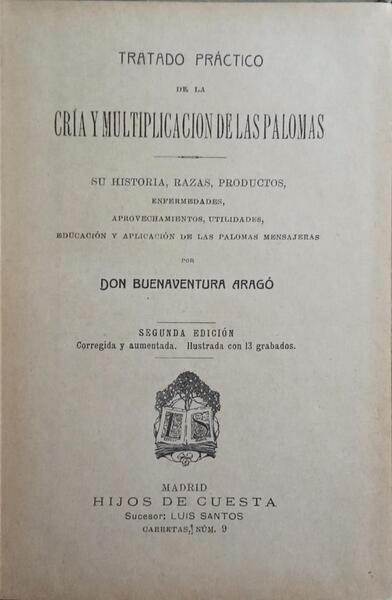 TRATADO PRÁCTICO
DE LA
CRÍA Y MULTIPLICACION DE LAS PALOMAS
SU HISTORIA, RAZAS, PRODUCTOS,
ENFERMEDADES,
APROVECHAMIENTOS, UTILIDADES,
EDUCACIÓN Y APLICACIÓN DE LAS PALOMAS MENSAJERAS
POR
DON BUENAVENTURA ARAGÓ
SEGUNDA EDICIÓN
Corregida y aumentada. Ilustrada con 13 grabados.
L S
MADRID
HIJOS DE CUESTA
Sucesor: LUIS SANTOS
CARRETAS, NÚM. 9